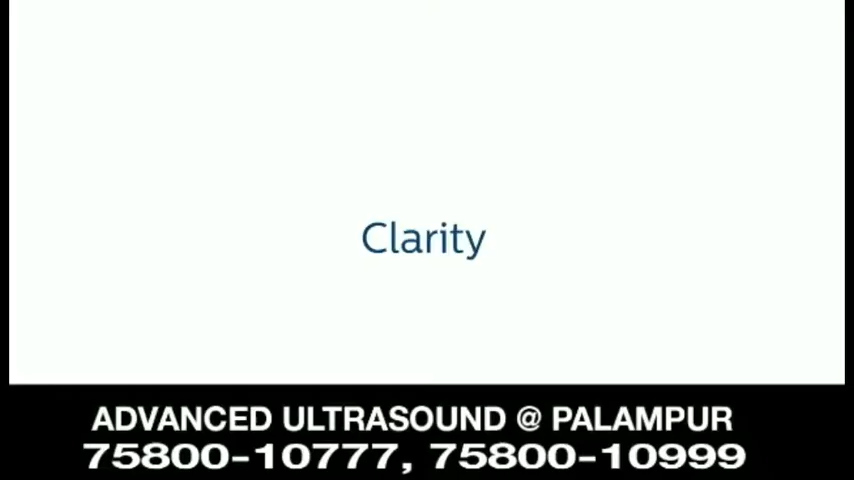 Clarity
ADVANCED ULTRASOUND @ PALAMPUR
75800-10777, 75800-10999